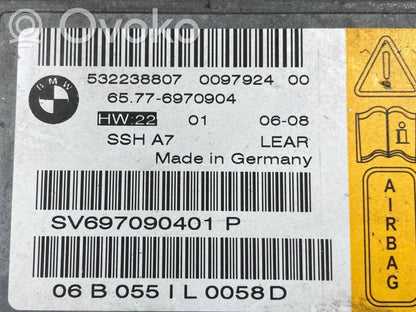 OVOKO
BMW
532238807 0097924 00
65.77-6970904
HW:22 01 06-08
SSH A7 LEAR
Made in Germany
SV697090401 P
06 B 055 I L 0058 D
AIRBAG